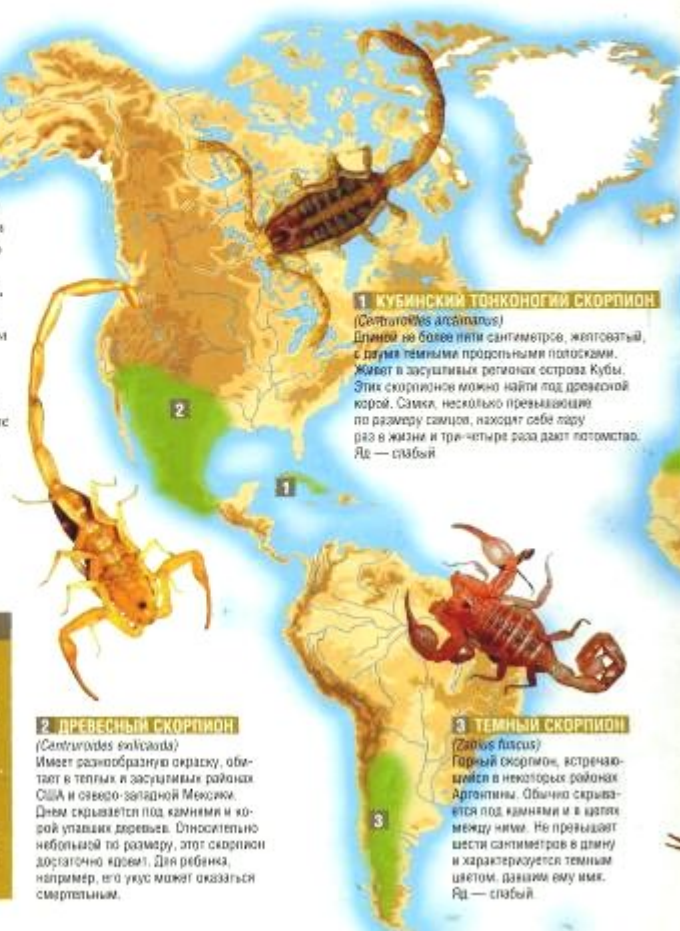 1 КУБИНСКИЙ ТОНКОНОГИЙ СКОРПИОН
(Centruroides arctimanus)
Длиной не более пяти сантиметров, желтоватый,
с двумя темными продольными полосками.
Живет в засушливых регионах острова Кубы.
Этих скорпионов можно найти под древесной
корой. Самки, несколько превышающие
по размеру самцов, находят себе пару
раз в жизни и три-четыре раза дают потомство.
Яд — слабый
2
1
2 ДРЕВЕСНЫЙ СКОРПИОН
(Centruroides exilicauda)
Имеет разнообразную окраску, оби-
тает в теплых и засушливых районах
США и северо-западной Мексики.
Днем скрывается под камнями и ко-
рой упавших деревьев. Относительно
небольшой по размеру, этот скорпион
достаточно ядовит. Для ребенка,
например, его укус может оказаться
смертельным.
3 ТЕМНЫЙ СКОРПИОН
(Zabius fuscus)
Горный скорпион, встречаю-
щийся в некоторых районах
Аргентины. Обычно скрыва-
ется под камнями и в щелях
между ними. Не превышает
шести сантиметров в длину
и характеризуется темным
цветом, давшим ему имя.
Яд — слабый.
3